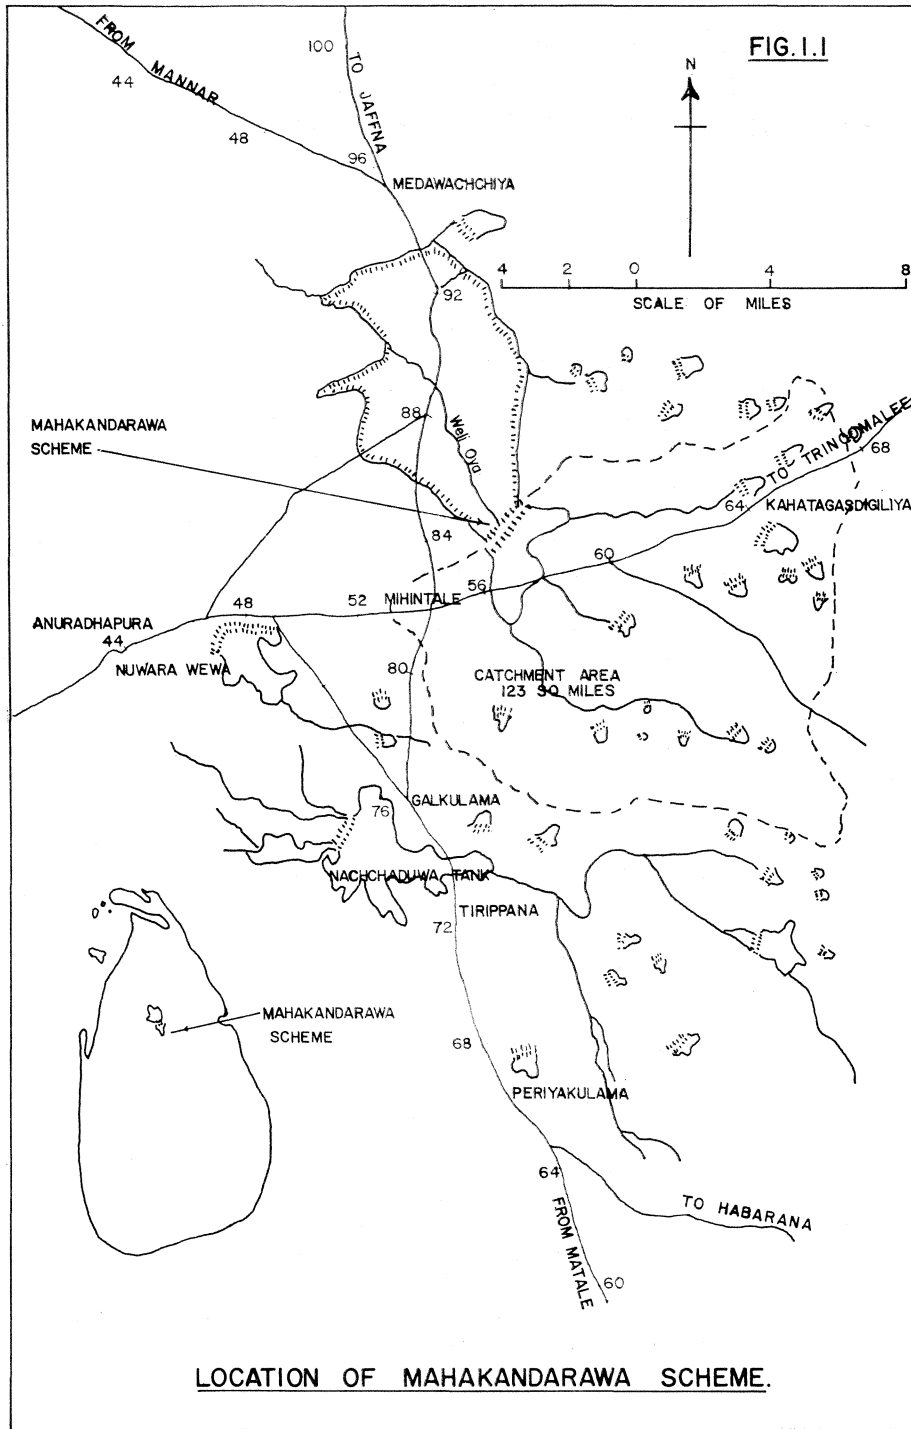 FIG.1.1
FROM MANNAR
44
48
96
100
TO JAFFNA
N
MEDAWACHCHIYA
4 2 0 4 8
SCALE OF MILES
92
88
Weli Oya
MAHAKANDARAWA
SCHEME
84
TO TRINCOMALEE
68
64
KAHATAGASDIGILIYA
60
56
52
MIHINTALE
48
ANURADHAPURA
44
NUWARA WEWA
80
CATCHMENT AREA
123 SQ MILES
GALKULAMA
76
NACHCHADUWA TANK
TIRIPPANA
72
MAHAKANDARAWA
SCHEME
68
PERIYAKULAMA
64
TO HABARANA
FROM MATALE
60
LOCATION OF MAHAKANDARAWA SCHEME.